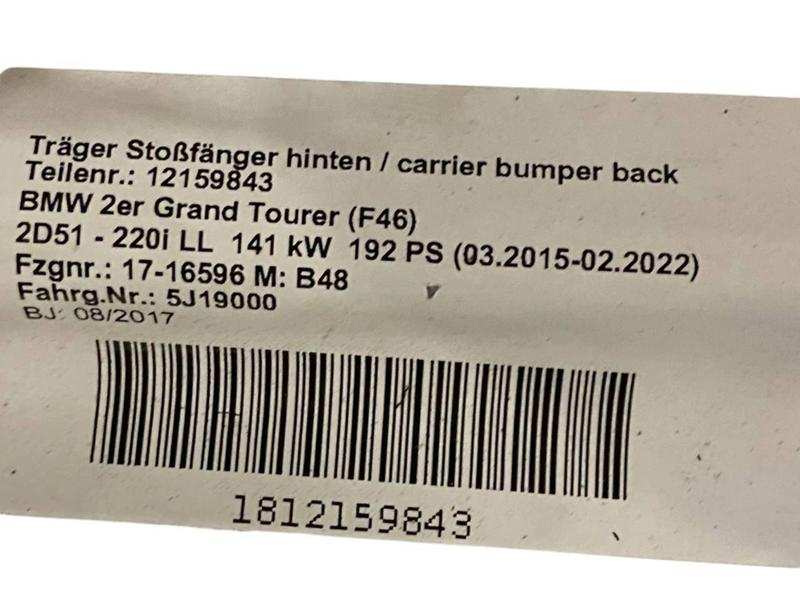 Träger Stoßfänger hinten / carrier bumper back
Teilenr.: 12159843
BMW 2er Grand Tourer (F46)
2D51 - 220i LL 141 kW 192 PS (03.2015-02.2022)
Fzgnr.: 17-16596 M: B48
Fahrg.Nr.: 5J19000
BJ: 08/2017
1812159843